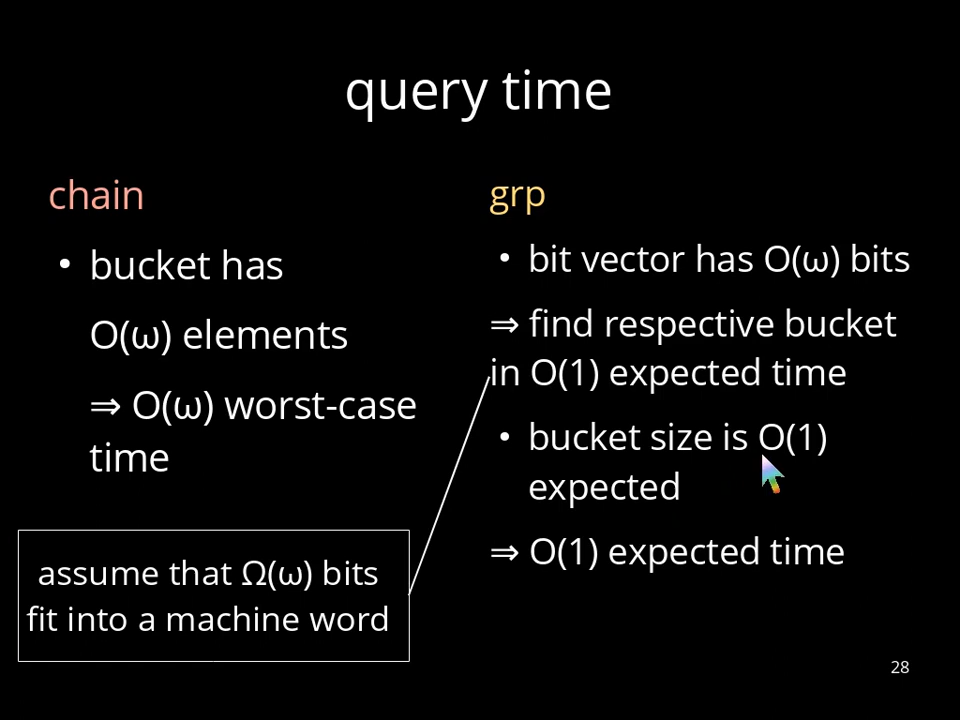 query time
chain
• bucket has
O(ω) elements
⇒ O(ω) worst-case
time
grp
• bit vector has O(ω) bits
⇒ find respective bucket
in O(1) expected time
• bucket size is O(1)
expected
⇒ O(1) expected time
assume that Ω(ω) bits
fit into a machine word
28